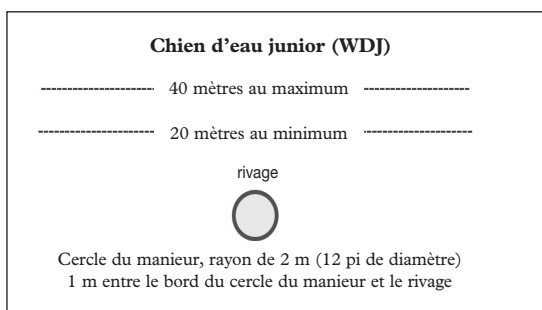 Chien d'eau junior (WDJ)
40 mètres au maximum
20 mètres au minimum
rivage
Cercle du manieur, rayon de 2 m (12 pi de diamètre)
1 m entre le bord du cercle du manieur et le rivage